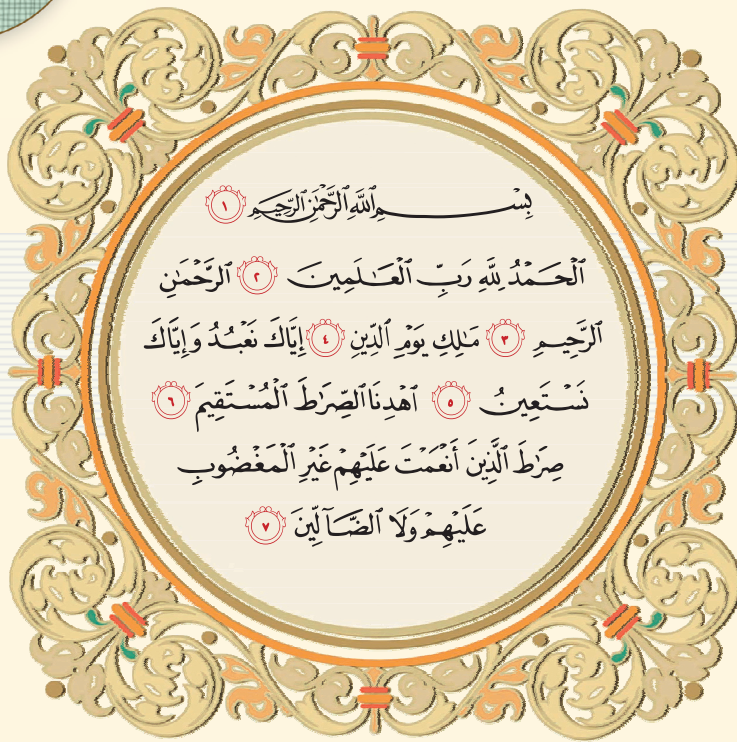 بِسْمِ ٱللَّهِ ٱلرَّحْمَٰنِ ٱلرَّحِيمِ ١
ٱلْحَمْدُ لِلَّهِ رَبِّ ٱلْعَٰلَمِينَ ٢ ٱلرَّحْمَٰنِ
ٱلرَّحِيمِ ٣ مَٰلِكِ يَوْمِ ٱلدِّينِ ٤ إِيَّاكَ نَعْبُدُ وَإِيَّاكَ
نَسْتَعِينُ ٥ ٱهْدِنَا ٱلصِّرَٰطَ ٱلْمُسْتَقِيمَ ٦
صِرَٰطَ ٱلَّذِينَ أَنْعَمْتَ عَلَيْهِمْ غَيْرِ ٱلْمَغْضُوبِ
عَلَيْهِمْ وَلَا ٱلضَّآلِّينَ ٧